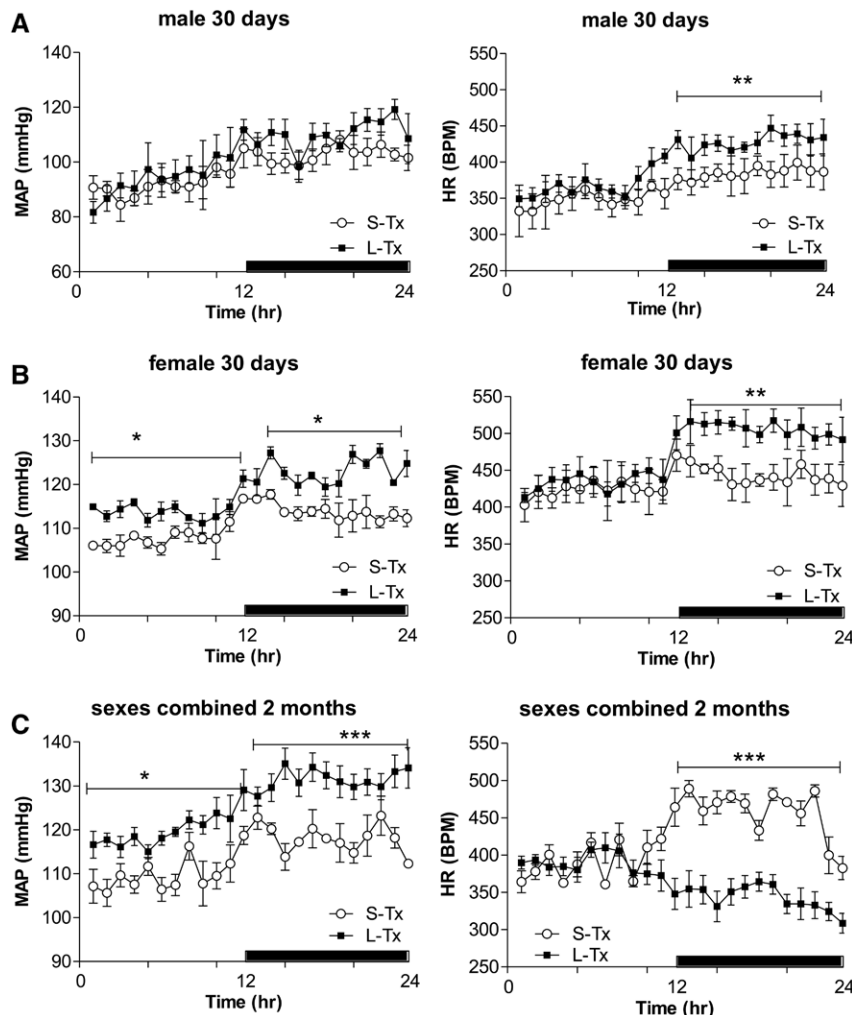 A
male 30 days
140
120
100
80
60
MAP (mmHg)
**
S-Tx
L-Tx
0
12
24
Time (hr)
male 30 days
550
500
450
400
350
300
250
HR (BPM)
S-Tx
L-Tx
0
12
24
Time (hr)
B
female 30 days
140
130
120
110
100
90
MAP (mmHg)
*
*
S-Tx
L-Tx
0
12
24
Time (hr)
female 30 days
550
500
450
400
350
300
250
HR (BPM)
**
S-Tx
L-Tx
0
12
24
Time (hr)
C
sexes combined 2 months
140
130
120
110
100
90
MAP (mmHg)
*
***
S-Tx
L-Tx
0
12
24
Time (hr)
sexes combined 2 months
550
500
450
400
350
300
250
HR (BPM)
***
S-Tx
L-Tx
0
12
24
Time (hr)